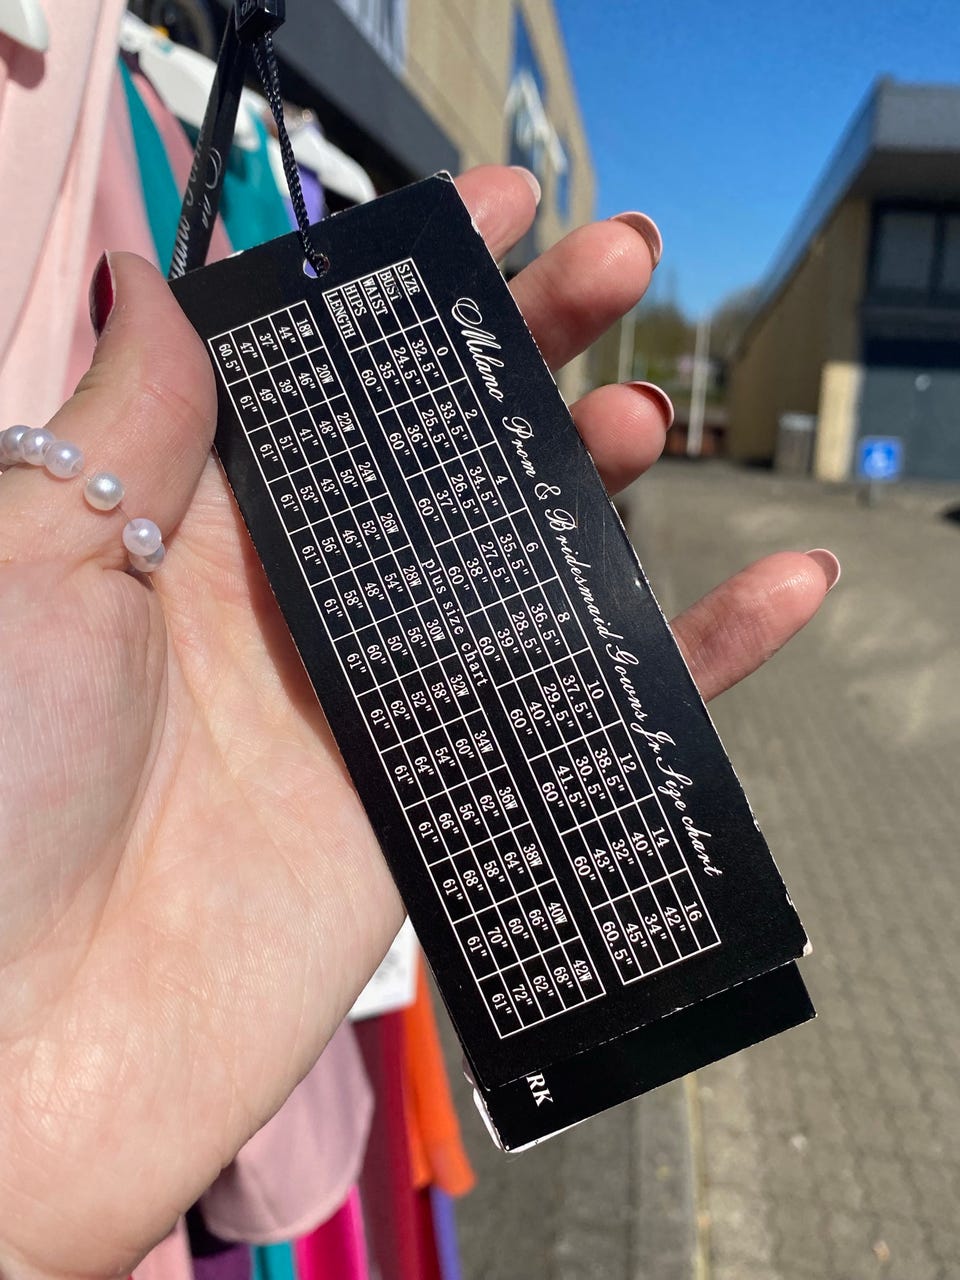 Milano Prom & Bridesmaid Gowns Jr Size chart
SIZE 0 2 4 6 8 10 12 14 16
BUST 32.5" 33.5" 34.5" 35.5" 36.5" 37.5" 38.5" 40" 42"
WAIST 24.5" 25.5" 26.5" 27.5" 28.5" 29.5" 30.5" 32" 34"
HIPS 35" 36" 37" 38" 39" 40" 41.5" 43" 45"
LENGTH 60" 60" 60" 60" 60" 60" 60" 60" 60.5"
plus size chart
18W 20W 22W 24W 26W 28W 30W 32W 34W 36W 38W 40W 42W
44" 46" 48" 50" 52" 54" 56" 58" 60" 62" 64" 66" 68"
37" 39" 41" 43" 46" 48" 50" 52" 54" 56" 58" 60" 62"
47" 49" 51" 53" 56' 58" 60" 62" 64" 66" 68" 70" 72"
60.5" 61" 61" 61" 61" 61" 61" 61" 61" 61" 61" 61" 61"
RK